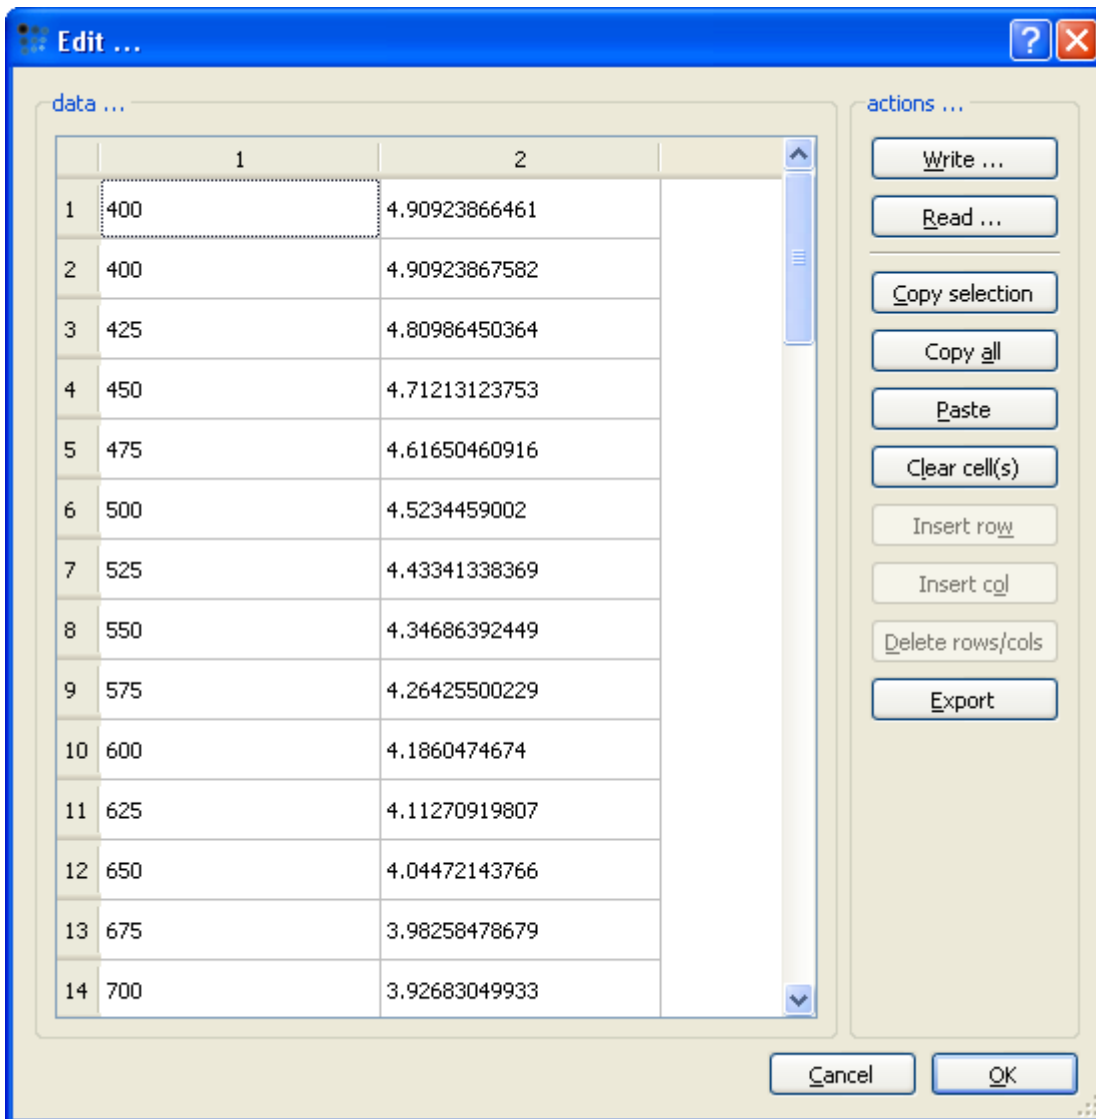 Edit ...
data ...
1 2
1 400 4.90923866461
2 400 4.90923867582
3 425 4.80986450364
4 450 4.71213123753
5 475 4.61650460916
6 500 4.5234459002
7 525 4.43341338369
8 550 4.34686392449
9 575 4.26425500229
10 600 4.1860474674
11 625 4.11270919807
12 650 4.04472143766
13 675 3.98258478679
14 700 3.92683049933
actions ...
Write ...
Read ...
Copy selection
Copy all
Paste
Clear cell(s)
Insert row
Insert col
Delete rows/cols
Export
Cancel OK